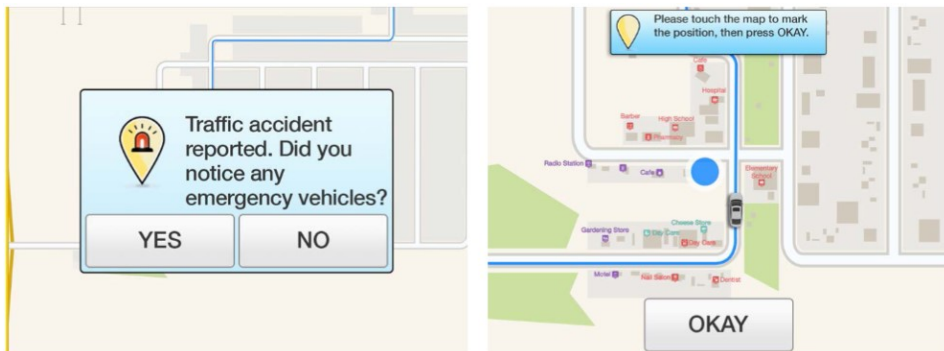 Traffic accident
reported. Did you
notice any
emergency vehicles?
YES
NO
Please touch the map to mark
the position, then press OKAY.
Cafe
Hospital
Barber
High School
Pharmacy
Radio Station
Cafe
Elementary
School
Cheese Store
Gardening Store
Day Care
Day Care
Motel
Nail Salon
Dental
OKAY